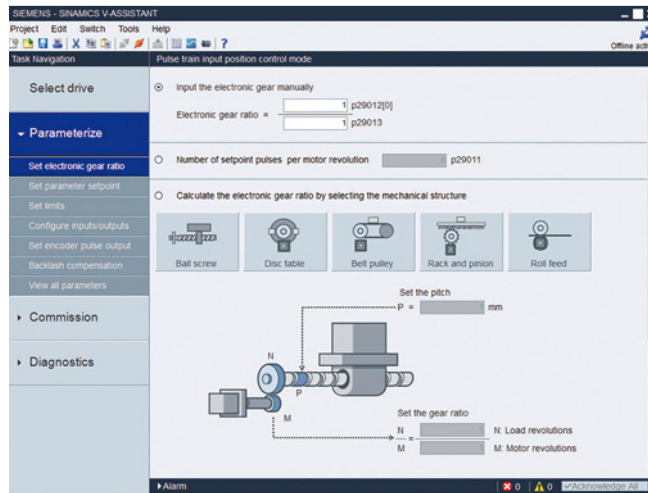 SIEMENS - SINAMICS V-ASSISTANT
Project Edit Switch Tools Help
Task Navigation
Pulse train input position control mode
Select drive
Parameterize
Set electronic gear ratio
Set parameter setpoint
Set limits
Configure inputs/outputs
Set encoder pulse output
Backlash compensation
View all parameters
Commission
Diagnostics
Input the electronic gear manually
Electronic gear ratio =
1 p29012[0]
1 p29013
Number of setpoint pulses per motor revolution p29011
Calculate the electronic gear ratio by selecting the mechanical structure
Ball screw Disc table Belt pulley Rack and pinion Roll feed
Set the pitch
P = mm
N
P
M
Set the gear ratio
N = N: Load revolutions
M M: Motor revolutions
Alarm
0 0 Acknowledge All